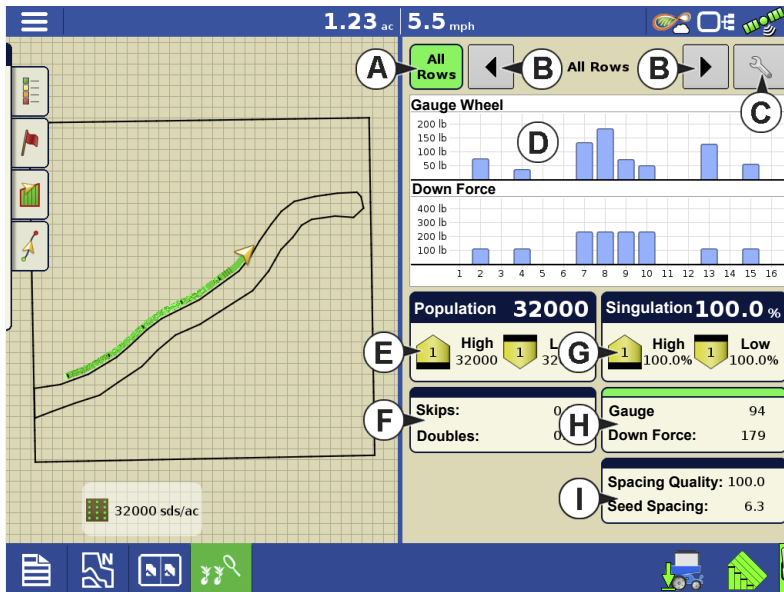 1.23 ac 5.5 mph
A All Rows B All Rows B C
Gauge Wheel
200 lb
150 lb
100 lb
50 lb
D
Down Force
400 lb
300 lb
200 lb
100 lb
1 2 3 4 5 6 7 8 9 10 11 12 13 14 15 16
Population 32000
E 1 High 32000 1
Singulation 100.0 %
G 1 High 100.0% 1 Low 100.0%
F
Skips:
Doubles:
H
Gauge 94
Down Force: 179
I
Spacing Quality: 100.0
Seed Spacing: 6.3
32000 sds/ac
N